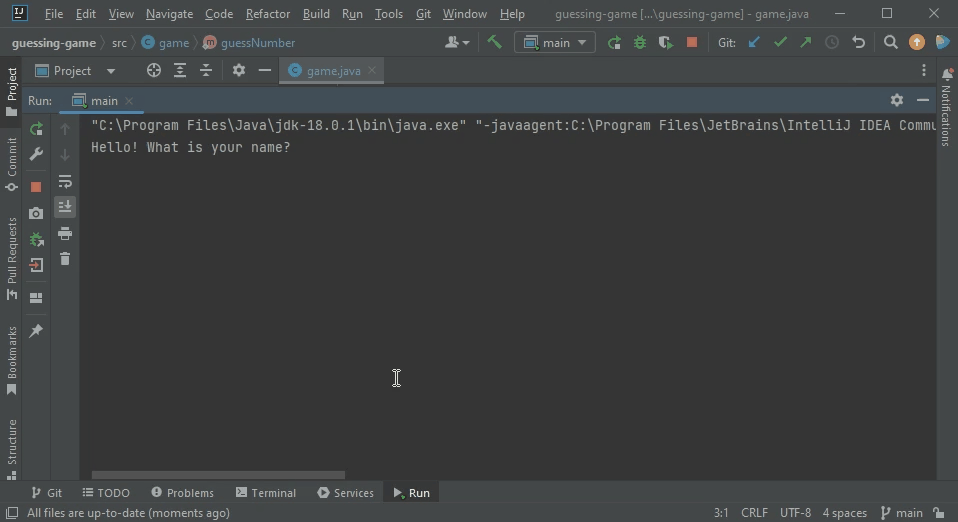 File Edit View Navigate Code Refactor Build Run Tools Git Window Help guessing-game [...\guessing-game] - game.java
guessing-game src game guessNumber main Git:
Project game.java
Run: main
"C:\Program Files\Java\jdk-18.0.1\bin\java.exe" "-javaagent:C:\Program Files\JetBrains\IntelliJ IDEA Commu
Hello! What is your name?
Project
Commit
Pull Requests
Bookmarks
Structure
Notifications
Git TODO Problems Terminal Services Run
All files are up-to-date (moments ago) 3:1 CRLF UTF-8 4 spaces main